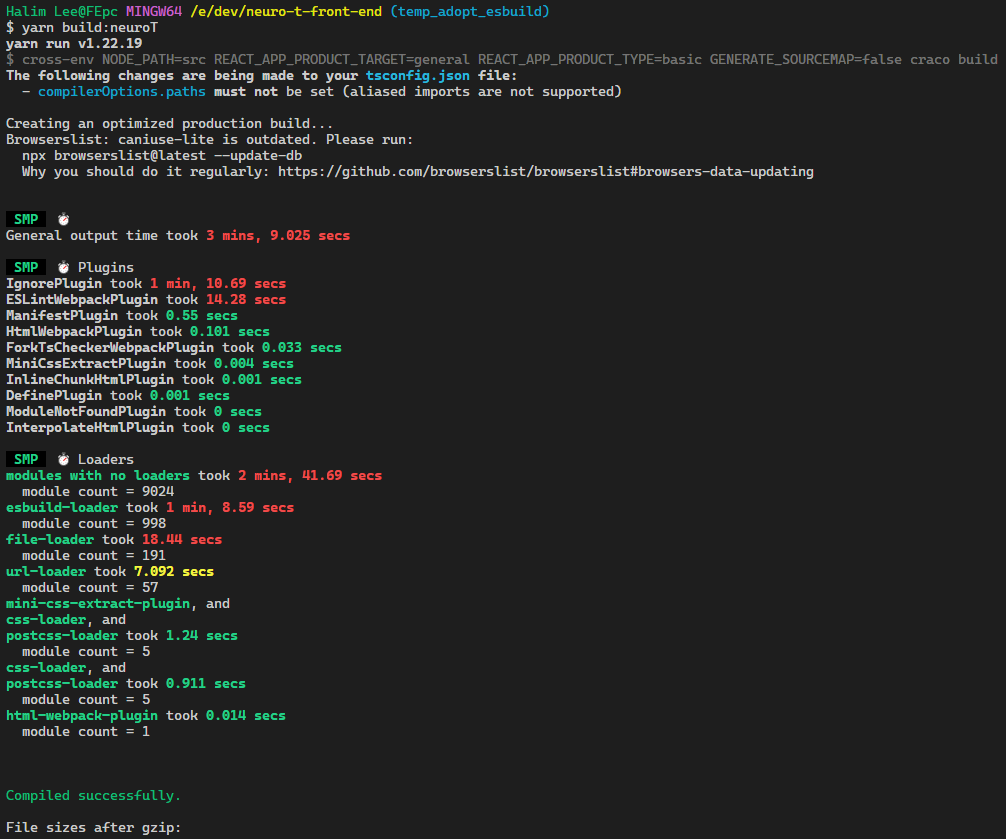 Halim Lee@FEpc MINGW64 /e/dev/neuro-t-front-end (temp_adopt_esbuild)
$ yarn build:neuroT
yarn run v1.22.19
$ cross-env NODE_PATH=src REACT_APP_PRODUCT_TARGET=general REACT_APP_PRODUCT_TYPE=basic GENERATE_SOURCEMAP=false craco build
The following changes are being made to your tsconfig.json file:
  - compilerOptions.paths must not be set (aliased imports are not supported)
Creating an optimized production build...
Browserslist: caniuse-lite is outdated. Please run:
  npx browserslist@latest --update-db
  Why you should do it regularly: https://github.com/browserslist/browserslist#browsers-data-updating
SMP ⏱
General output time took 3 mins, 9.025 secs
SMP ⏱ Plugins
IgnorePlugin took 1 min, 10.69 secs
ESLintWebpackPlugin took 14.28 secs
ManifestPlugin took 0.55 secs
HtmlWebpackPlugin took 0.101 secs
ForkTsCheckerWebpackPlugin took 0.033 secs
MiniCssExtractPlugin took 0.004 secs
InlineChunkHtmlPlugin took 0.001 secs
DefinePlugin took 0.001 secs
ModuleNotFoundPlugin took 0 secs
InterpolateHtmlPlugin took 0 secs
SMP ⏱ Loaders
modules with no loaders took 2 mins, 41.69 secs
  module count = 9024
esbuild-loader took 1 min, 8.59 secs
  module count = 998
file-loader took 18.44 secs
  module count = 191
url-loader took 7.092 secs
  module count = 57
mini-css-extract-plugin, and
css-loader, and
postcss-loader took 1.24 secs
  module count = 5
css-loader, and
postcss-loader took 0.911 secs
  module count = 5
html-webpack-plugin took 0.014 secs
  module count = 1
Compiled successfully.
File sizes after gzip: